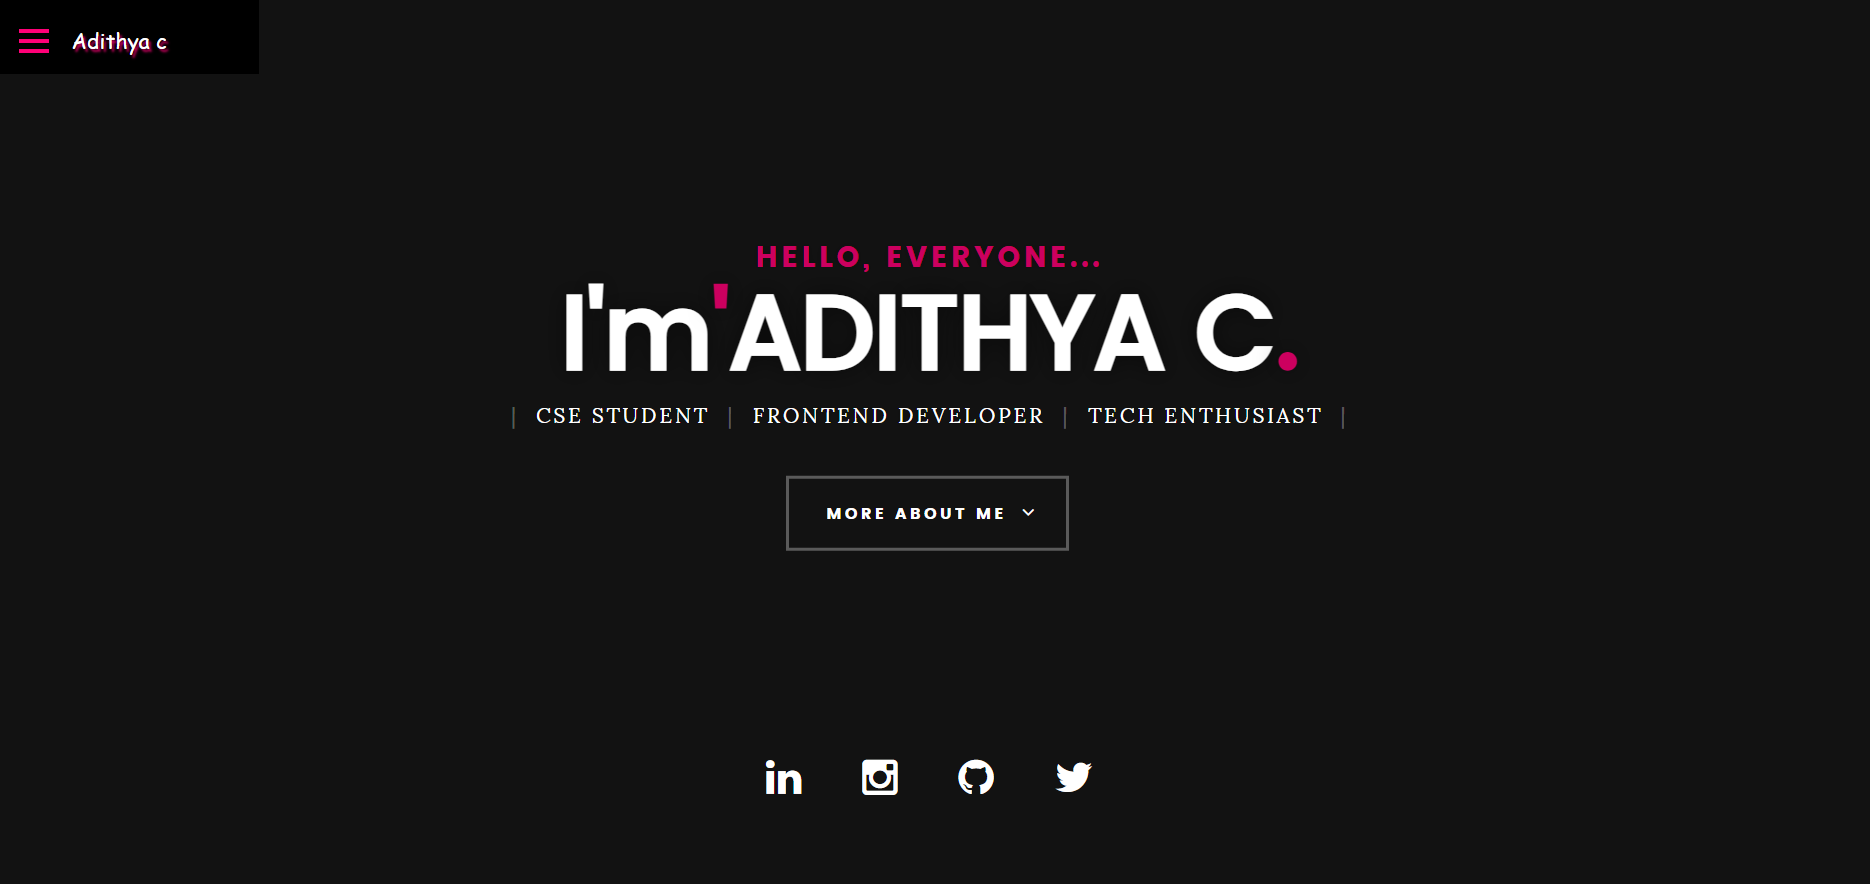 Adithya c
HELLO, EVERYONE...
I'm'ADITHYA C.
| CSE STUDENT | FRONTEND DEVELOPER | TECH ENTHUSIAST |
MORE ABOUT ME
in